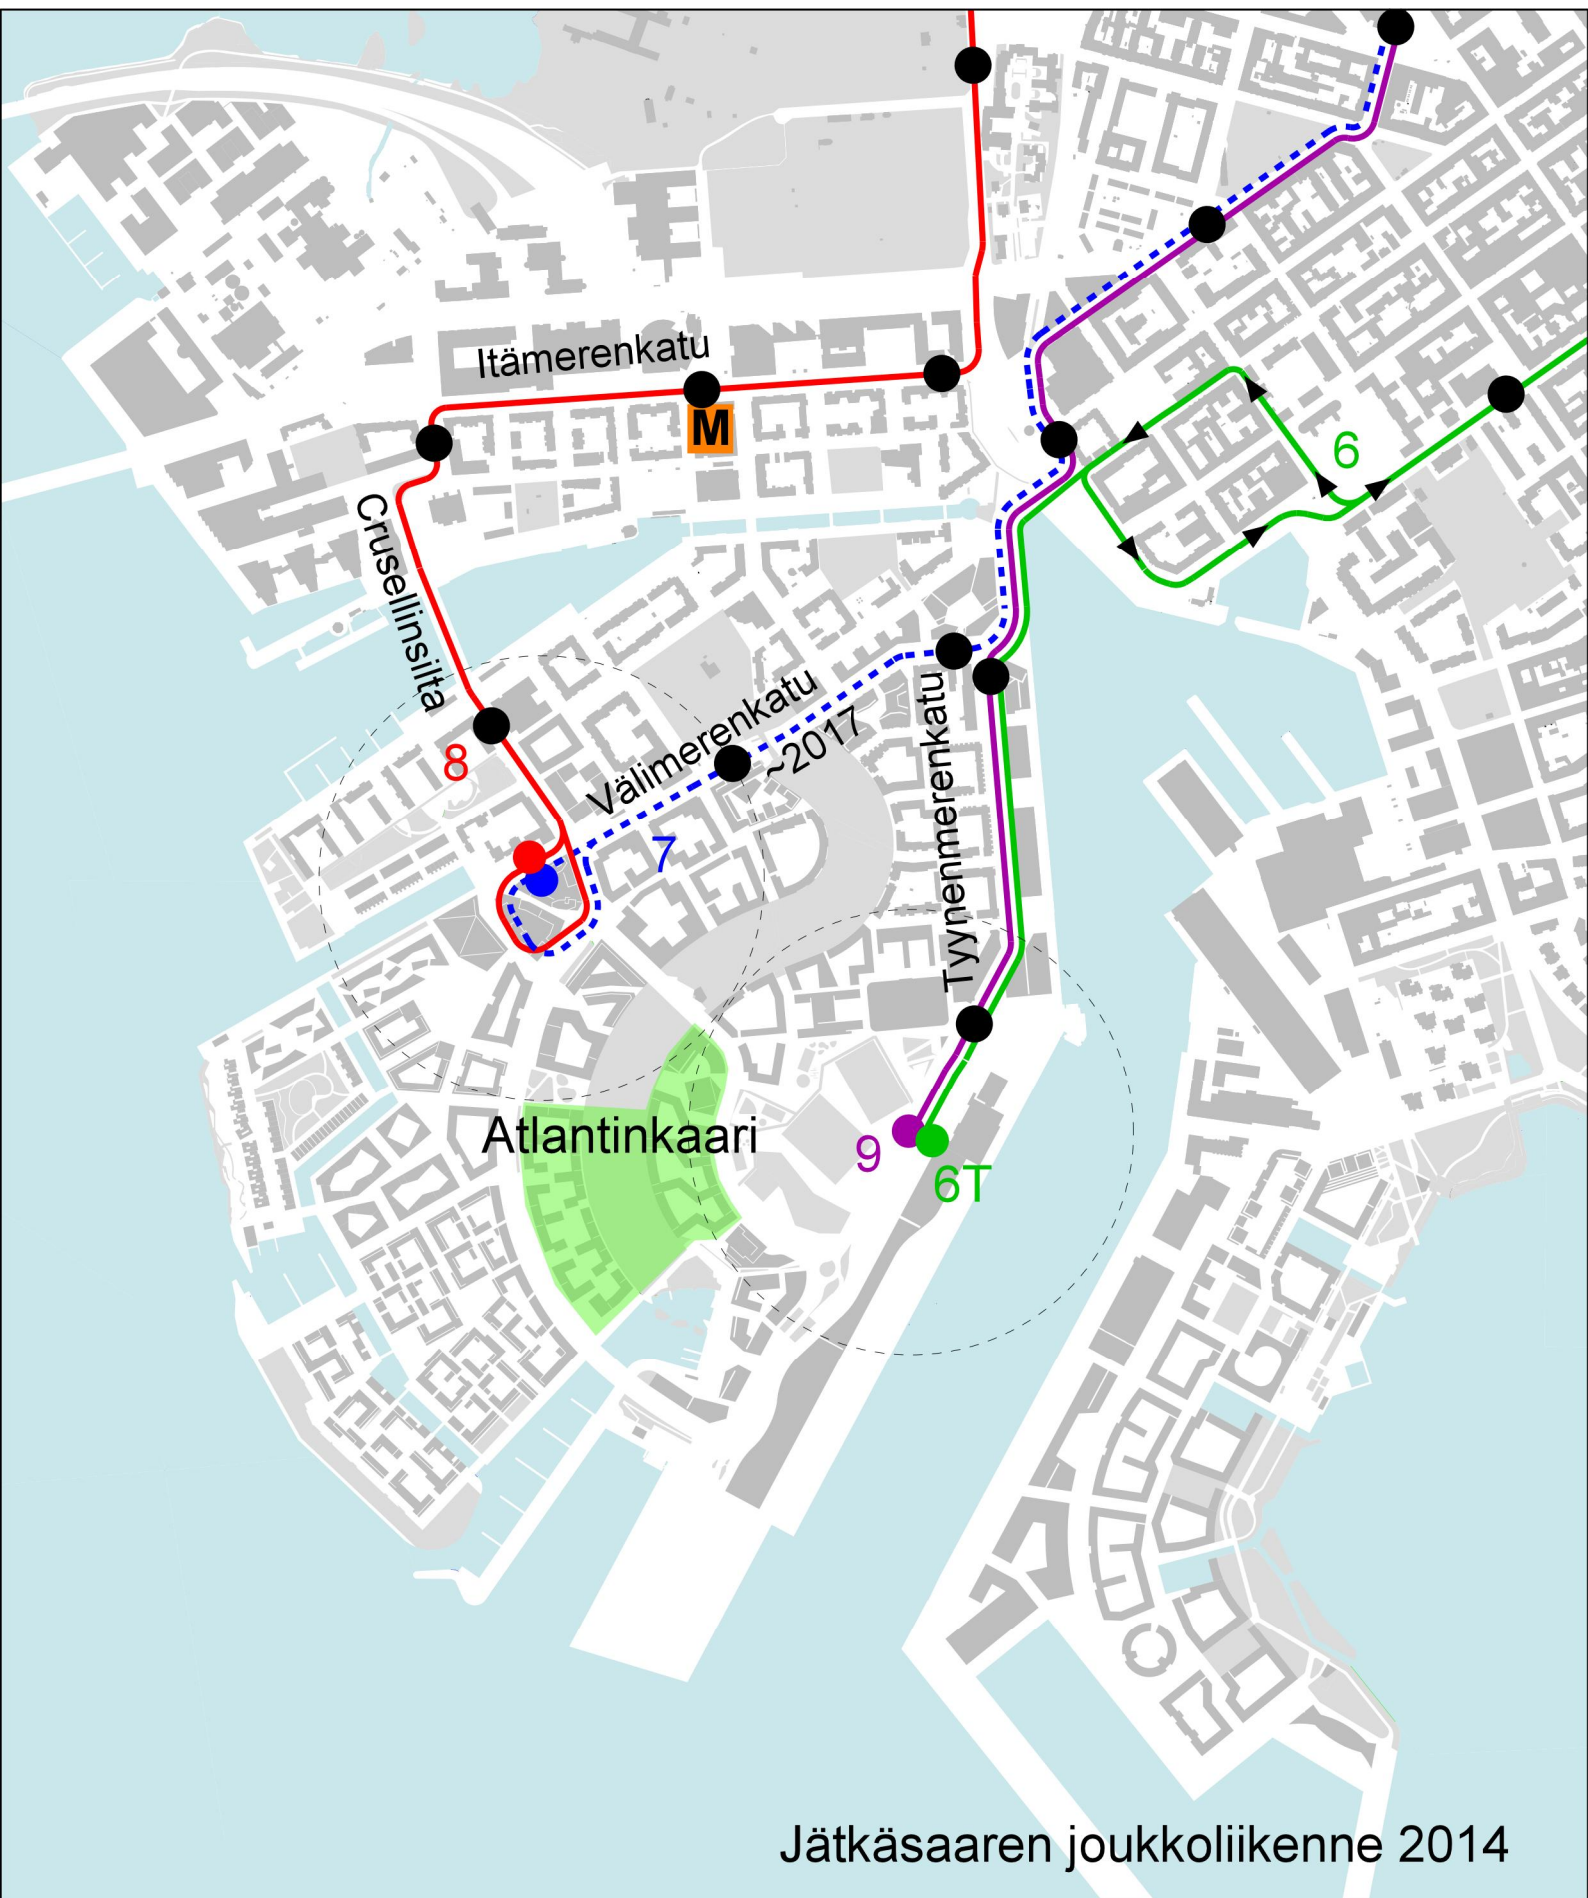 Itämerenkatu
M
6
Crusellinsilta
8
Välimerenkatu
~2017
7
Tyynenmerenkatu
Atlantinkaari
9
6T
Jätkäsaaren joukkoliikenne 2014